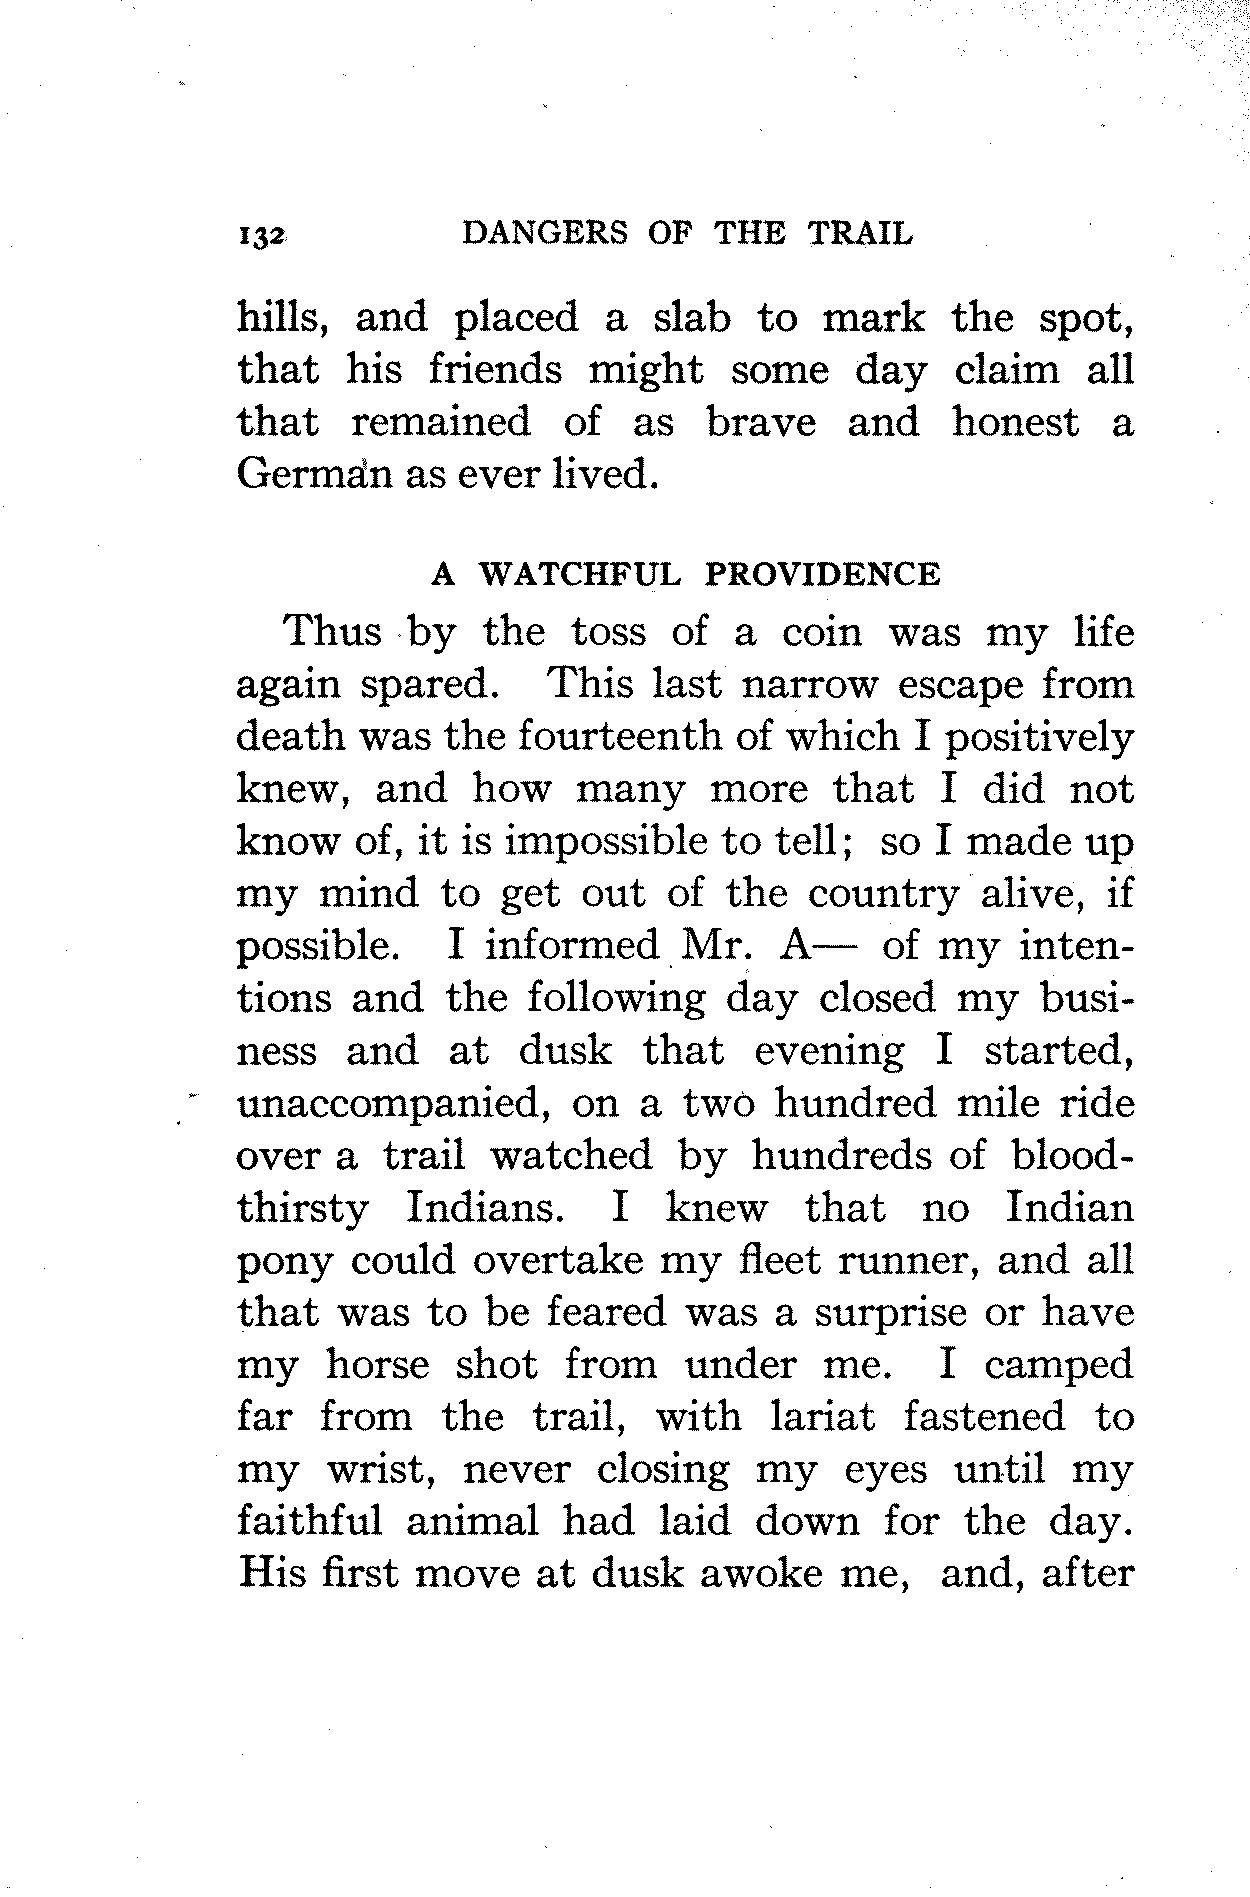 132 DANGERS OF THE TRAIL
hills, and placed a slab to mark the spot,
that his friends might some day claim all
that remained of as brave and honest a
German as ever lived.
A WATCHFUL PROVIDENCE
Thus by the toss of a coin was my life
again spared. This last narrow escape from
death was the fourteenth of which I positively
knew, and how many more that I did not
know of, it is impossible to tell; so I made up
my mind to get out of the country alive, if
possible. I informed Mr. A— of my inten-
tions and the following day closed my busi-
ness and at dusk that evening I started,
unaccompanied, on a two hundred mile ride
over a trail watched by hundreds of blood-
thirsty Indians. I knew that no Indian
pony could overtake my fleet runner, and all
that was to be feared was a surprise or have
my horse shot from under me. I camped
far from the trail, with lariat fastened to
my wrist, never closing my eyes until my
faithful animal had laid down for the day.
His first move at dusk awoke me, and, after